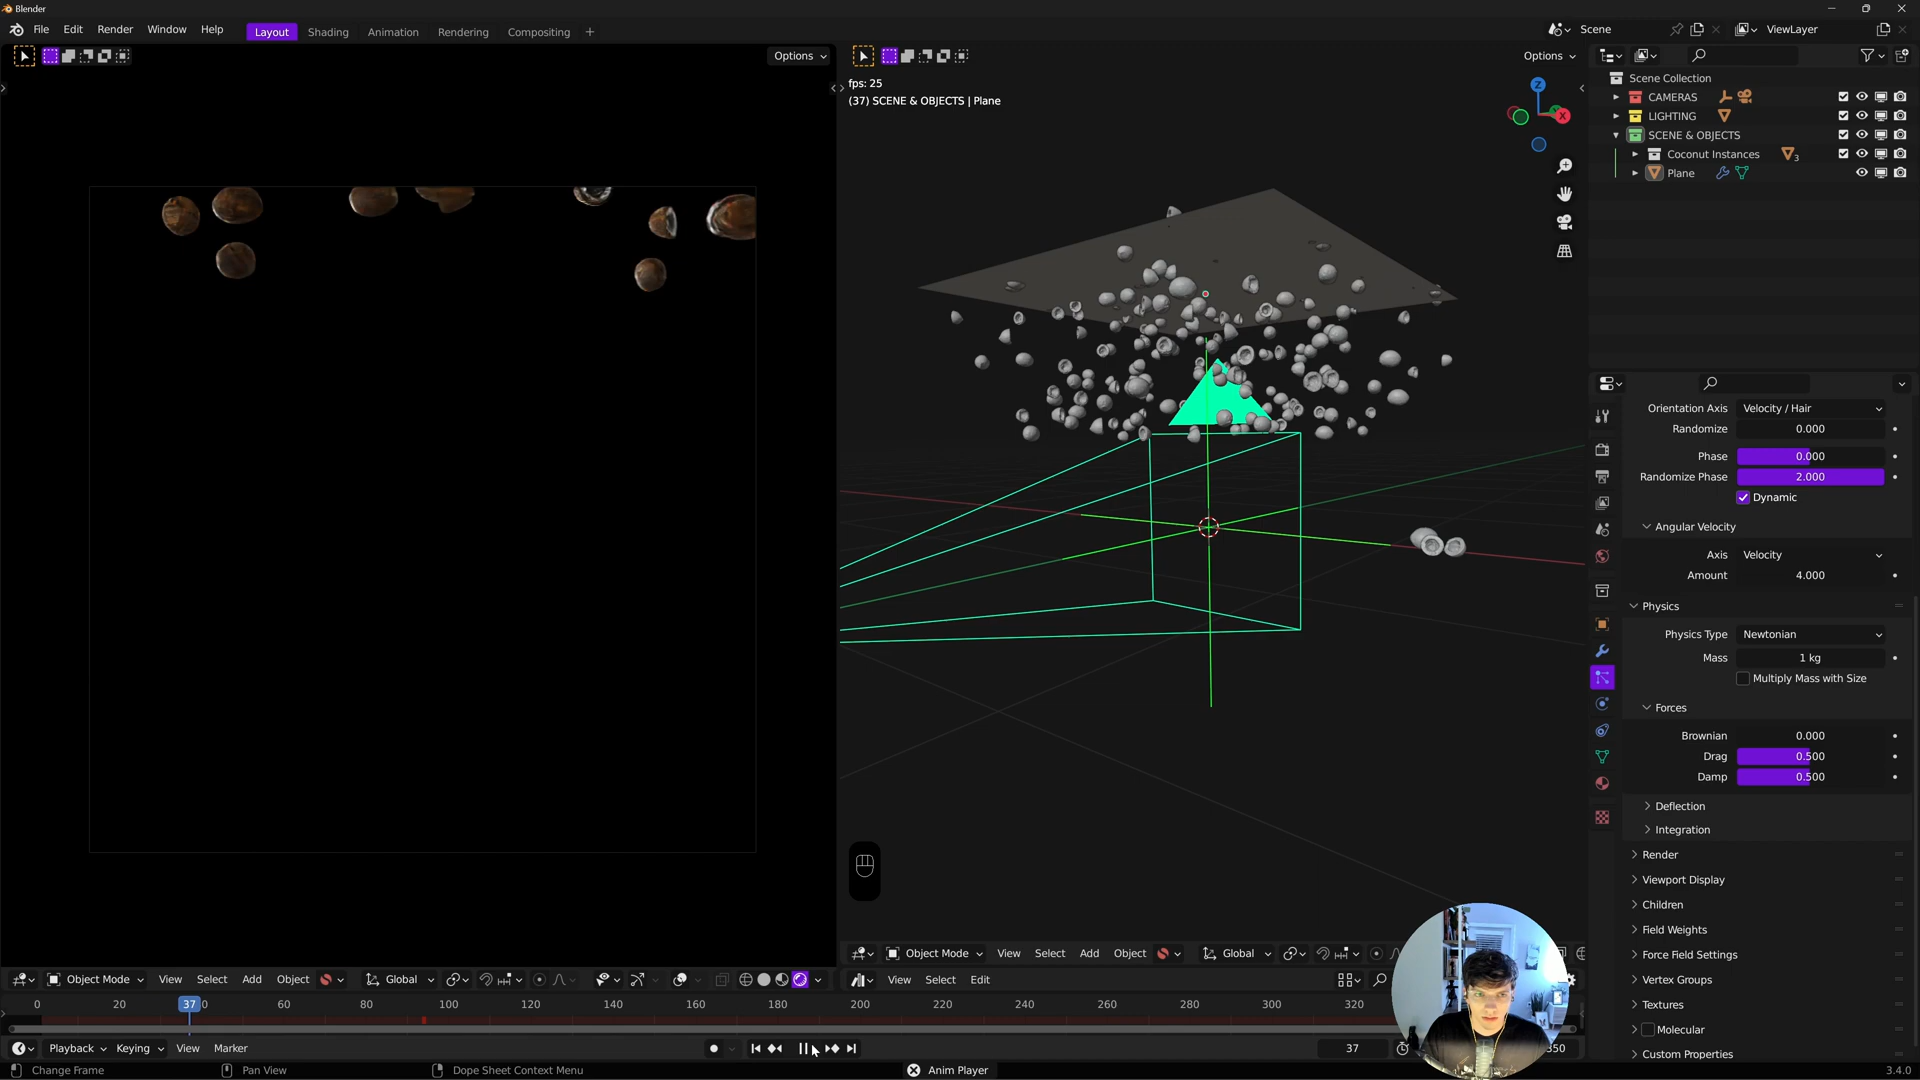 Blender
File Edit Render Window Help Layout Shading Animation Rendering Compositing + Scene ViewLayer
Options
Options
fps: 25
(37) SCENE & OBJECTS | Plane
Z
X
Scene Collection
CAMERAS
LIGHTING
SCENE & OBJECTS
Coconut Instances 3
Plane
Orientation Axis Velocity / Hair
Randomize 0.000
Phase 0.000
Randomize Phase 2.000
Dynamic
Angular Velocity
Axis Velocity
Amount 4.000
Physics
Physics Type Newtonian
Mass 1 kg
Multiply Mass with Size
Forces
Brownian 0.000
Drag 0.500
Damp 0.500
Deflection
Integration
Render
Viewport Display
Children
Field Weights
Force Field Settings
Vertex Groups
Textures
Molecular
Custom Properties
Object Mode View Select Add Object Global
Object Mode View Select Add Object Global
View Select Edit
0 20 37 0 60 80 100 120 140 160 180 200 220 240 260 280 300 320
Playback Keying View Marker 37 350
Change Frame Pan View Dope Sheet Context Menu Anim Player 3.4.0